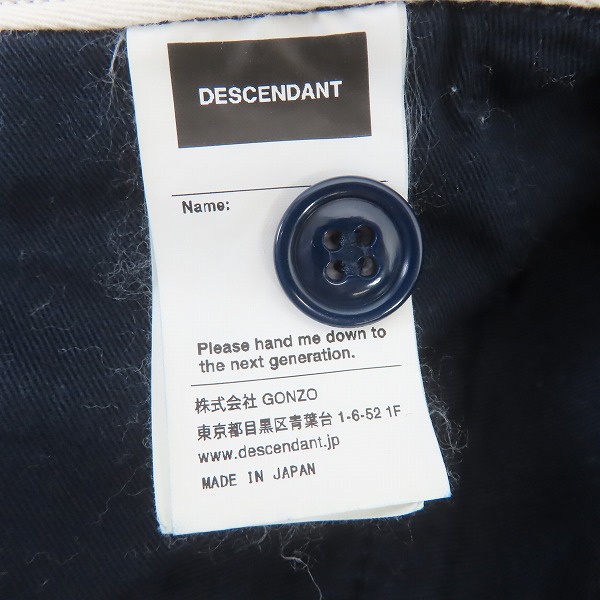 DESCENDANT
Name:
Please hand me down to
the next generation.
株式会社 GONZO
東京都目黒区青葉台 1-6-52 1F
www.descendant.jp
MADE IN JAPAN